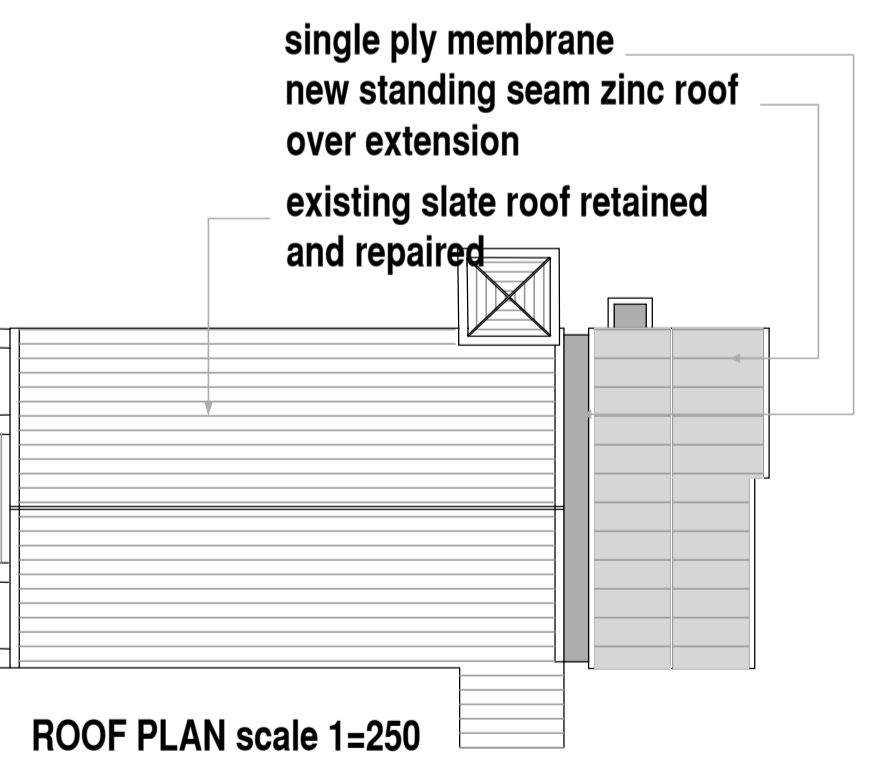 single ply membrane
new standing seam zinc roof
over extension
existing slate roof retained
and repaired
ROOF PLAN scale 1=250